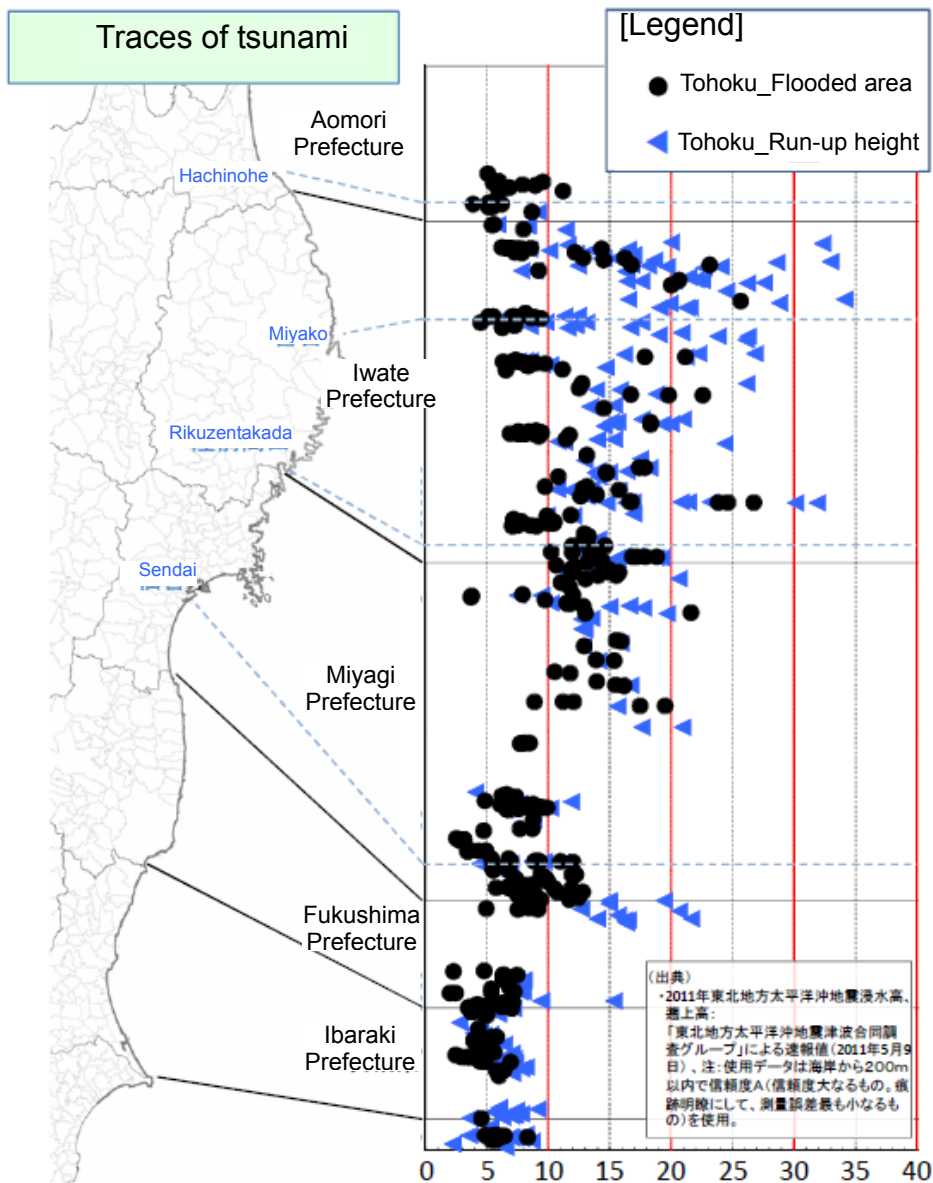 Traces of tsunami
[Legend]
Tohoku_Flooded area
Tohoku_Run-up height
Aomori
Prefecture
Hachinohe
Miyako
Iwate
Prefecture
Rikuzentakada
Sendai
Miyagi
Prefecture
Fukushima
Prefecture
Ibaraki
Prefecture
(出典)
・2011年東北地方太平洋沖地震浸水高、
遡上高:
「東北地方太平洋沖地震津波合同調
査グループ」による速報値(2011年5月9
日)、注:使用データは海岸から200m
以内で信頼度A(信頼度大なるもの。痕
跡明瞭にして、測量誤差最も小なるも
の)を使用。
0 5 10 15 20 25 30 35 40